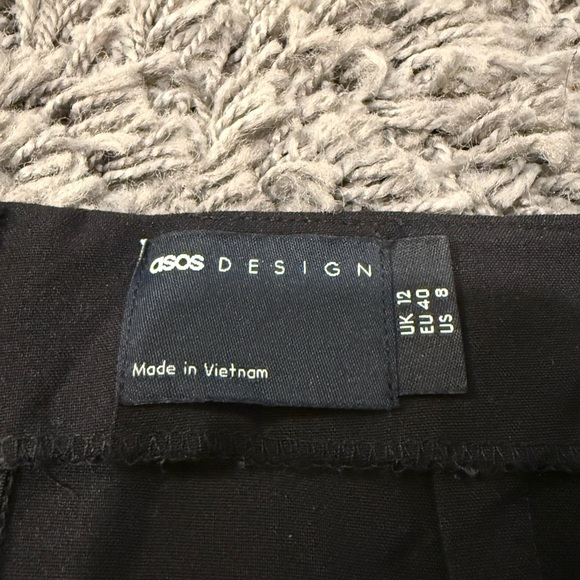 asos DESIGN
Made in Vietnam
UK 12
EU 40
US 8